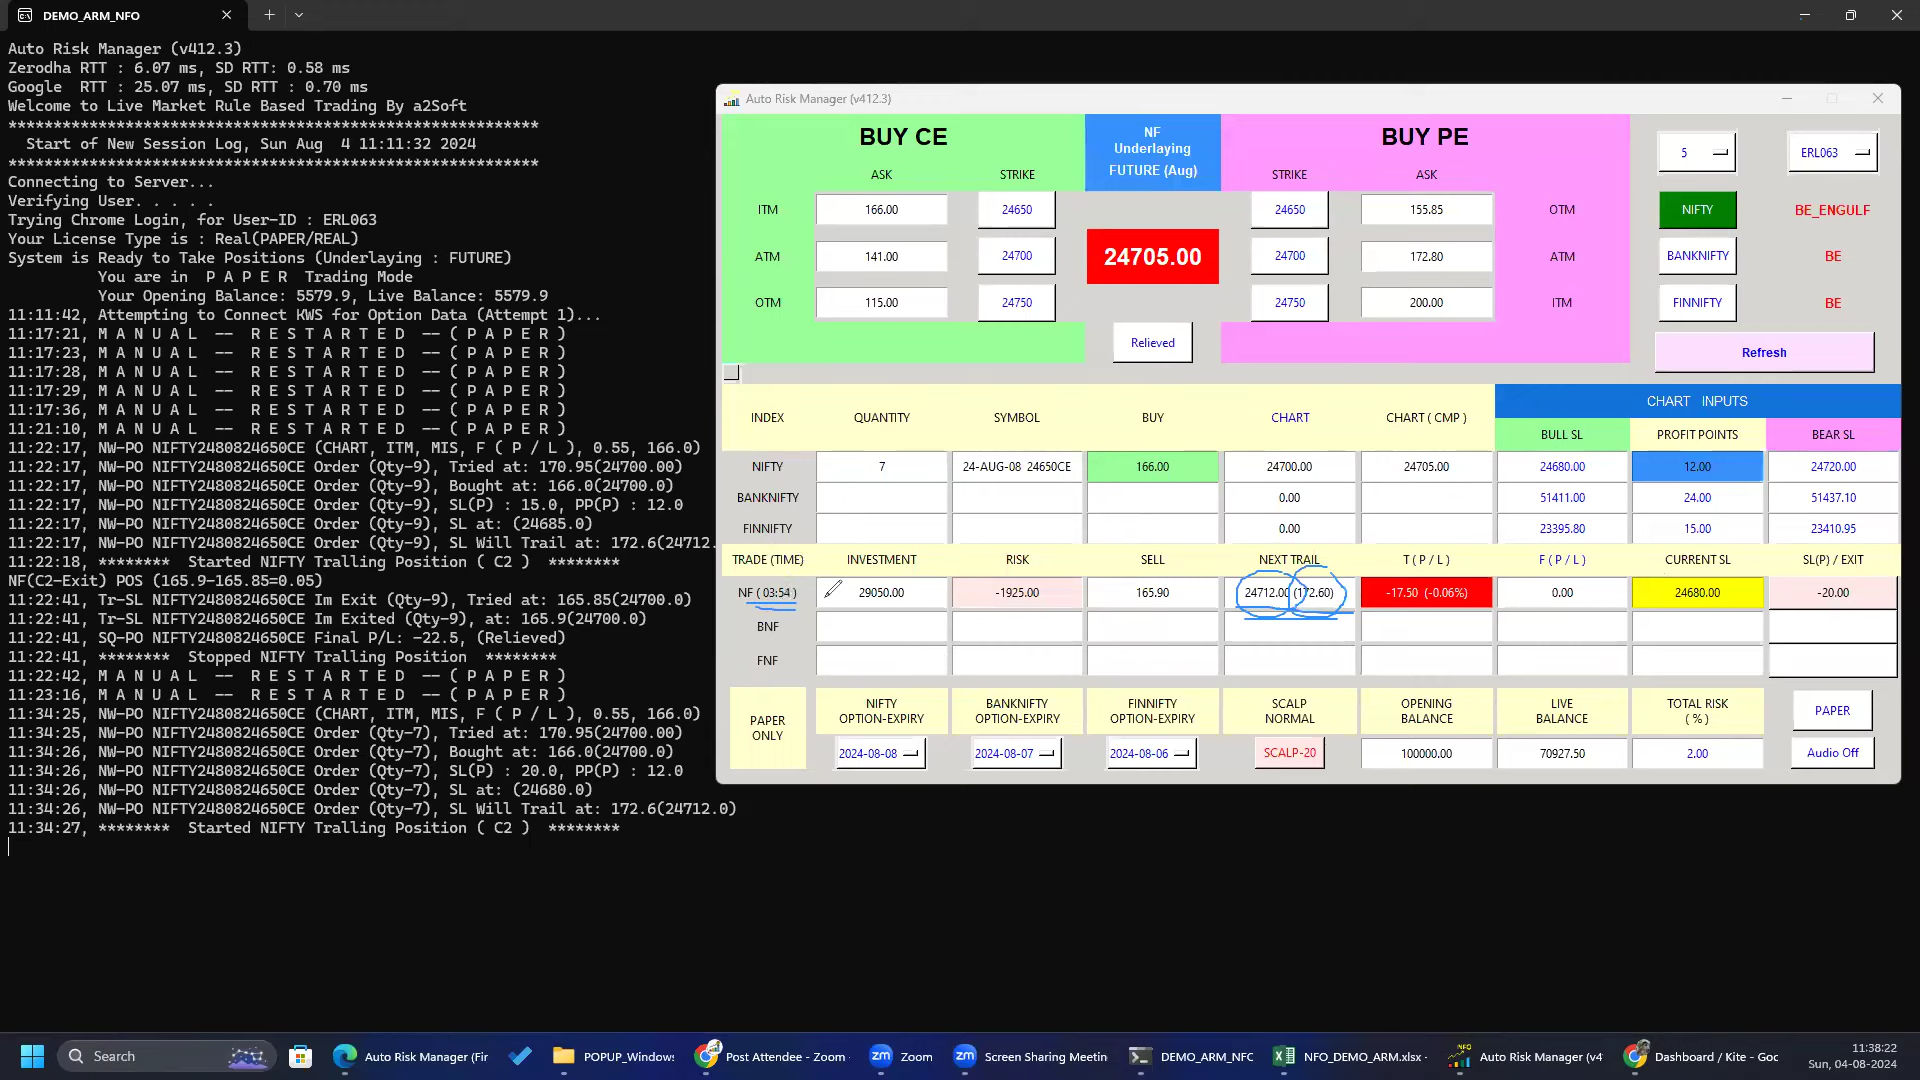 DEMO_ARM_NFO
Auto Risk Manager (v412.3)
Zerodha RTT : 6.07 ms, SD RTT: 0.58 ms
Google  RTT : 25.07 ms, SD RTT : 0.70 ms
Welcome to Live Market Rule Based Trading By a2Soft
***********************************************************
Start of New Session Log, Sun Aug  4 11:11:32 2024
***********************************************************
Connecting to Server...
Verifying User. . . . .
Trying Chrome Login, for User-ID : ERL063
Your License Type is : Real(PAPER/REAL)
System is Ready to Take Positions (Underlaying : FUTURE)
You are in  P A P E R  Trading Mode
Your Opening Balance: 5579.9, Live Balance: 5579.9
11:11:42, Attempting to Connect KWS for Option Data (Attempt 1)...
11:17:21, M A N U A L  -- R E S T A R T E D  -- ( P A P E R )
11:17:23, M A N U A L  -- R E S T A R T E D  -- ( P A P E R )
11:17:28, M A N U A L  -- R E S T A R T E D  -- ( P A P E R )
11:17:29, M A N U A L  -- R E S T A R T E D  -- ( P A P E R )
11:17:36, M A N U A L  -- R E S T A R T E D  -- ( P A P E R )
11:21:10, M A N U A L  -- R E S T A R T E D  -- ( P A P E R )
11:22:17, NW-PO NIFTY2480824650CE (CHART, ITM, MIS, F ( P / L ), 0.55, 166.0)
11:22:17, NW-PO NIFTY2480824650CE Order (Qty-9), Tried at: 170.95(24700.00)
11:22:17, NW-PO NIFTY2480824650CE Order (Qty-9), Bought at: 166.0(24700.0)
11:22:17, NW-PO NIFTY2480824650CE Order (Qty-9), SL(P) : 15.0, PP(P) : 12.0
11:22:17, NW-PO NIFTY2480824650CE Order (Qty-9), SL at: (24685.0)
11:22:17, NW-PO NIFTY2480824650CE Order (Qty-9), SL Will Trail at: 172.6(24712.
11:22:18, ******** Started NIFTY Tralling Position ( C2 )  ********
NF(C2-Exit) POS (165.9-165.85=0.05)
11:22:41, Tr-SL NIFTY2480824650CE Im Exit (Qty-9), Tried at: 165.85(24700.0)
11:22:41, Tr-SL NIFTY2480824650CE Im Exited (Qty-9), at: 165.9(24700.0)
11:22:41, SQ-PO NIFTY2480824650CE Final P/L: -22.5, (Relieved)
11:22:41, ******** Stopped NIFTY Tralling Position  ********
11:22:42, M A N U A L  -- R E S T A R T E D  -- ( P A P E R )
11:23:16, M A N U A L  -- R E S T A R T E D  -- ( P A P E R )
11:34:25, NW-PO NIFTY2480824650CE (CHART, ITM, MIS, F ( P / L ), 0.55, 166.0)
11:34:25, NW-PO NIFTY2480824650CE Order (Qty-7), Tried at: 170.95(24700.00)
11:34:26, NW-PO NIFTY2480824650CE Order (Qty-7), Bought at: 166.0(24700.0)
11:34:26, NW-PO NIFTY2480824650CE Order (Qty-7), SL(P) : 20.0, PP(P) : 12.0
11:34:26, NW-PO NIFTY2480824650CE Order (Qty-7), SL at: (24680.0)
11:34:26, NW-PO NIFTY2480824650CE Order (Qty-7), SL Will Trail at: 172.6(24712.0)
11:34:27, ******** Started NIFTY Tralling Position ( C2 )  ********
Auto Risk Manager (v412.3)
BUY CE
NF
Underlaying
FUTURE (Aug)
BUY PE
ASK STRIKE STRIKE ASK
5 ERL063
ITM 166.00 24650 24650 155.85 OTM NIFTY BE_ENGULF
ATM 141.00 24700 24705.00 24700 172.80 ATM BANKNIFTY BE
OTM 115.00 24750 24750 200.00 ITM FINNIFTY BE
Relieved Refresh
INDEX QUANTITY SYMBOL BUY CHART CHART ( CMP ) CHART INPUTS
BULL SL PROFIT POINTS BEAR SL
NIFTY 7 24-AUG-08 24650CE 166.00 24700.00 24705.00 24680.00 12.00 24720.00
BANKNIFTY 0.00 51411.00 24.00 51437.10
FINNIFTY 0.00 23395.80 15.00 23410.95
TRADE (TIME) INVESTMENT RISK SELL NEXT TRAIL T ( P / L ) F ( P / L ) CURRENT SL SL(P) / EXIT
NF ( 03:54 ) 29050.00 -1925.00 165.90 24712.00 (172.60) -17.50 (-0.06%) 0.00 24680.00 -20.00
BNF
FNF
PAPER
ONLY
NIFTY
OPTION-EXPIRY
2024-08-08
BANKNIFTY
OPTION-EXPIRY
2024-08-07
FINNIFTY
OPTION-EXPIRY
2024-08-06
SCALP
NORMAL
SCALP-20
OPENING
BALANCE
100000.00
LIVE
BALANCE
70927.50
TOTAL RISK
( % )
2.00
PAPER
Audio Off
Search
Auto Risk Manager (Fir
POPUP_Windows
Post Attendee - Zoom
Zoom
Screen Sharing Meetin
DEMO_ARM_NFC
NFO_DEMO_ARM.xlsx -
Auto Risk Manager (v4
Dashboard / Kite - Goc
11:38:22
Sun, 04-08-2024